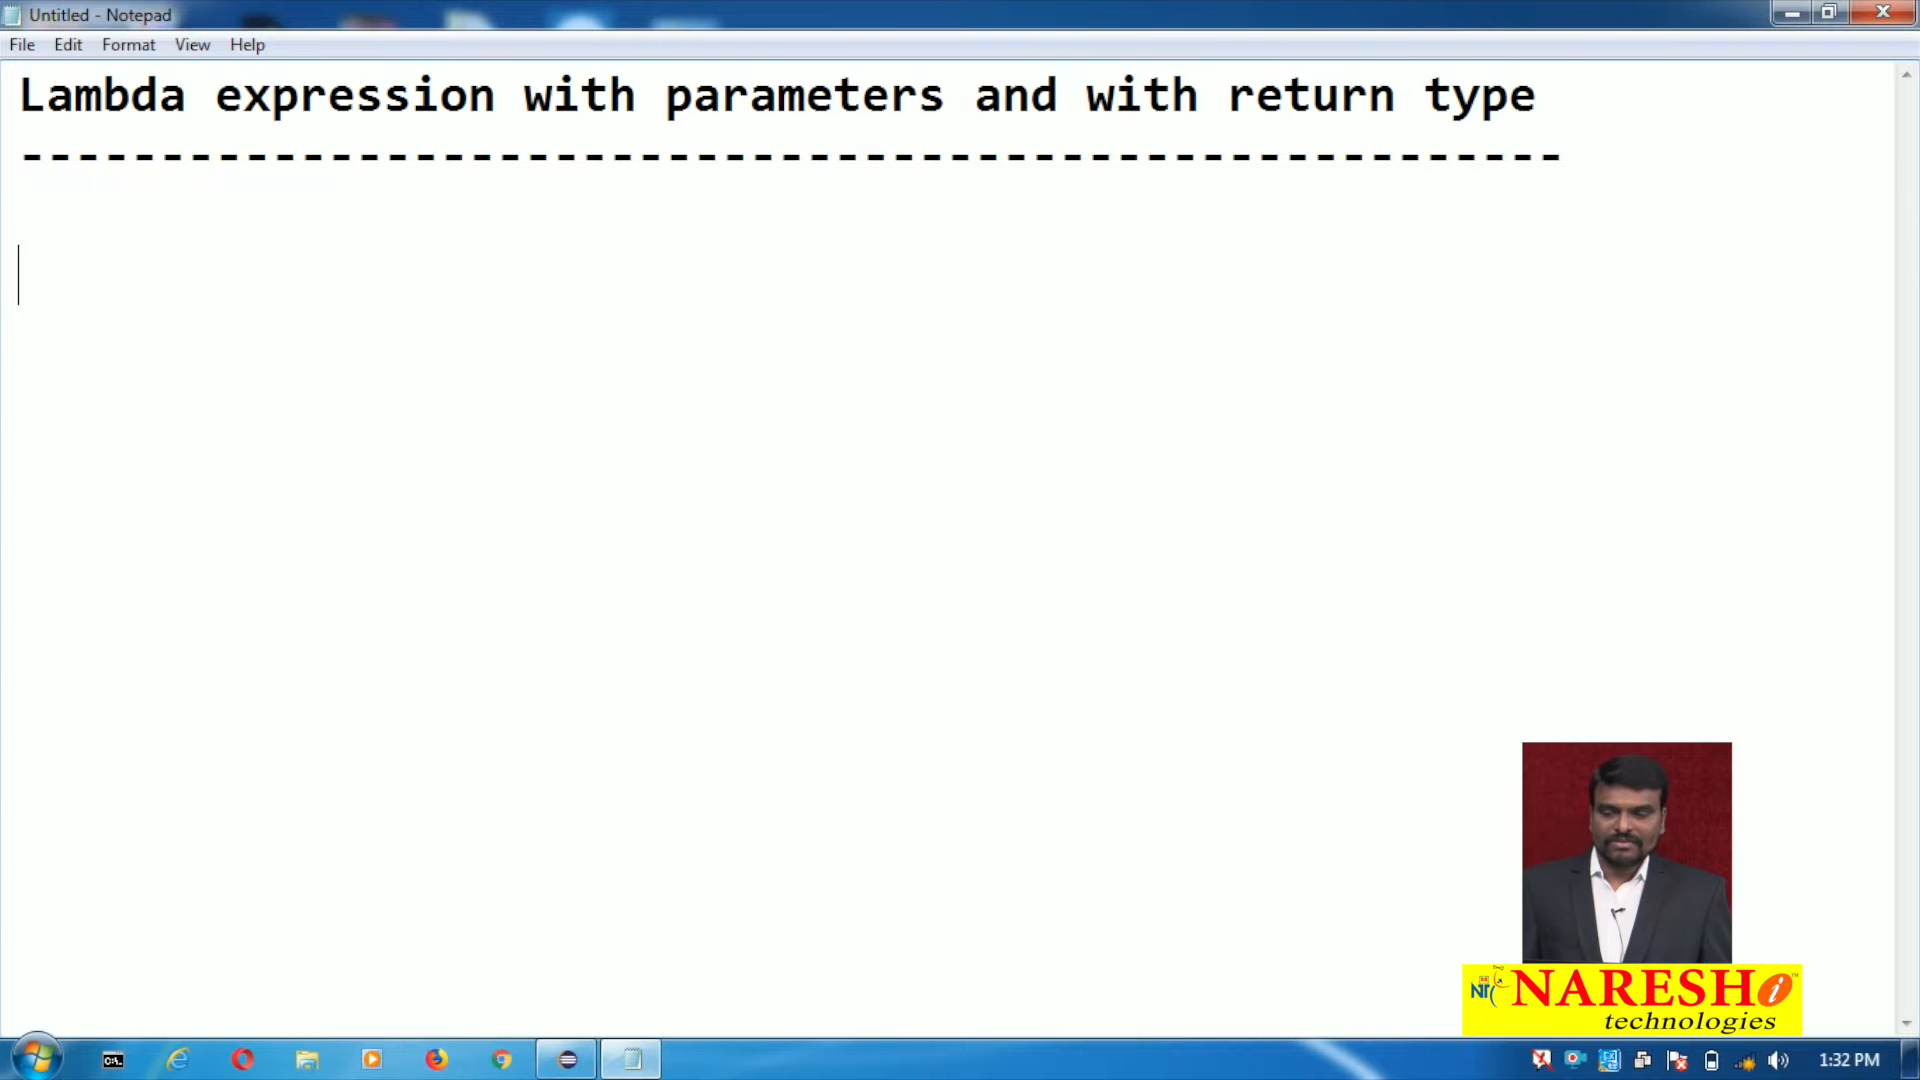 Untitled - Notepad
File Edit Format View Help
Lambda expression with parameters and with return type
-------------------------------------------------------
NARESH i
technologies
1:32 PM